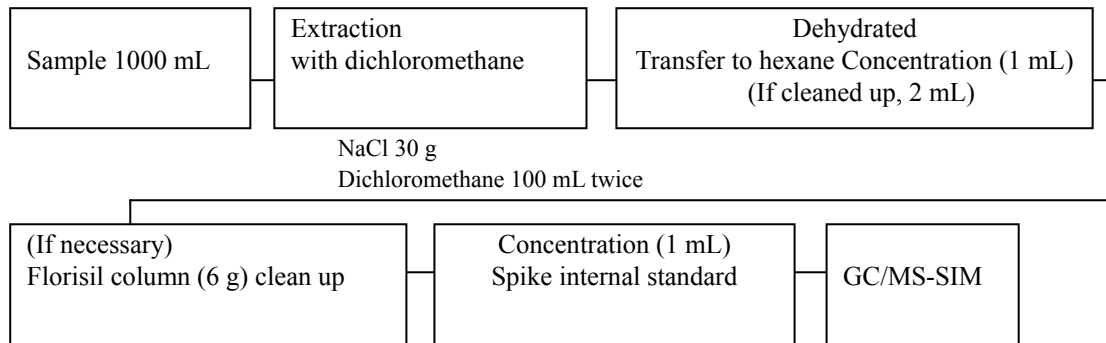 Sample 1000 mL
Extraction
with dichloromethane
Dehydrated
Transfer to hexane Concentration (1 mL)
(If cleaned up, 2 mL)
NaCl 30 g
Dichloromethane 100 mL twice
(If necessary)
Florisil column (6 g) clean up
Concentration (1 mL)
Spike internal standard
GC/MS-SIM